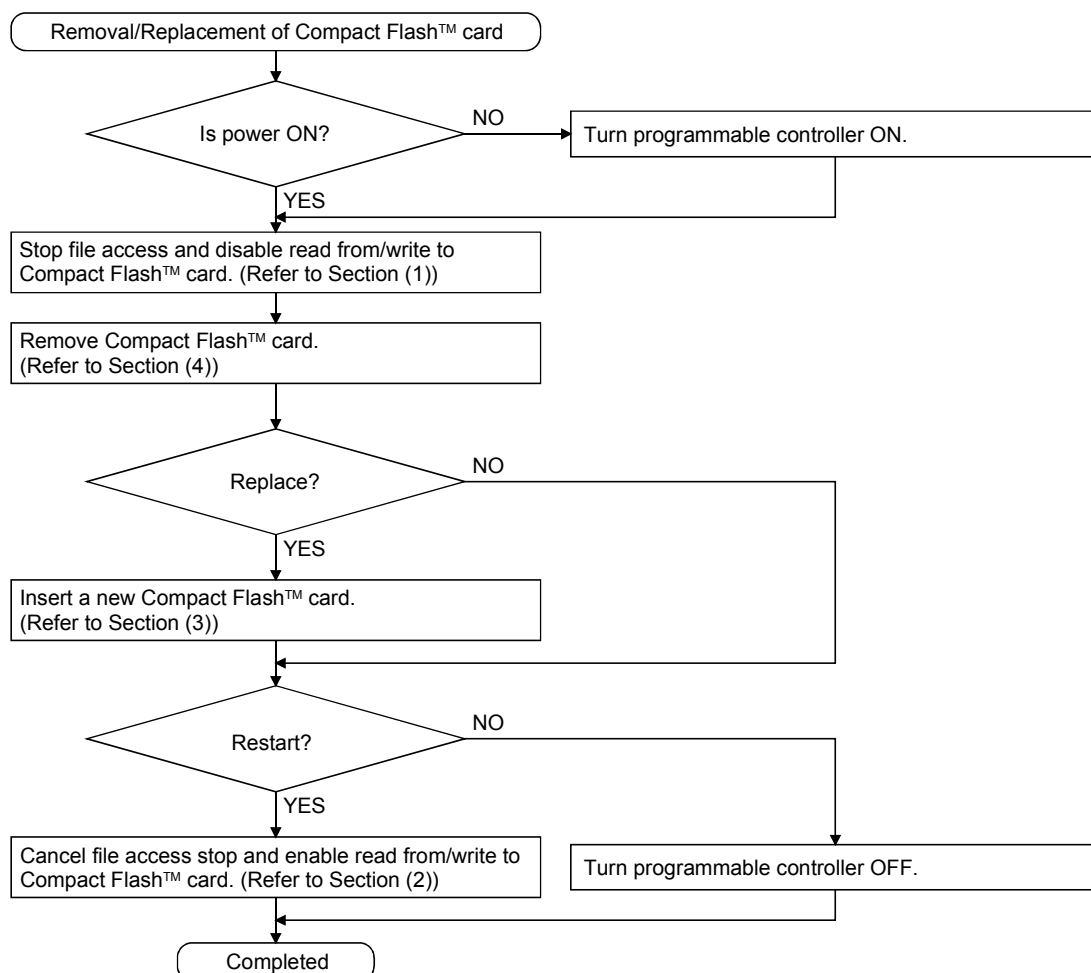 Removal/Replacement of Compact Flash™ card
Is power ON?
NO
Turn programmable controller ON.
YES
Stop file access and disable read from/write to
Compact Flash™ card. (Refer to Section (1))
Remove Compact Flash™ card.
(Refer to Section (4))
Replace?
NO
YES
Insert a new Compact Flash™ card.
(Refer to Section (3))
Restart?
NO
YES
Cancel file access stop and enable read from/write to
Compact Flash™ card. (Refer to Section (2))
Turn programmable controller OFF.
Completed